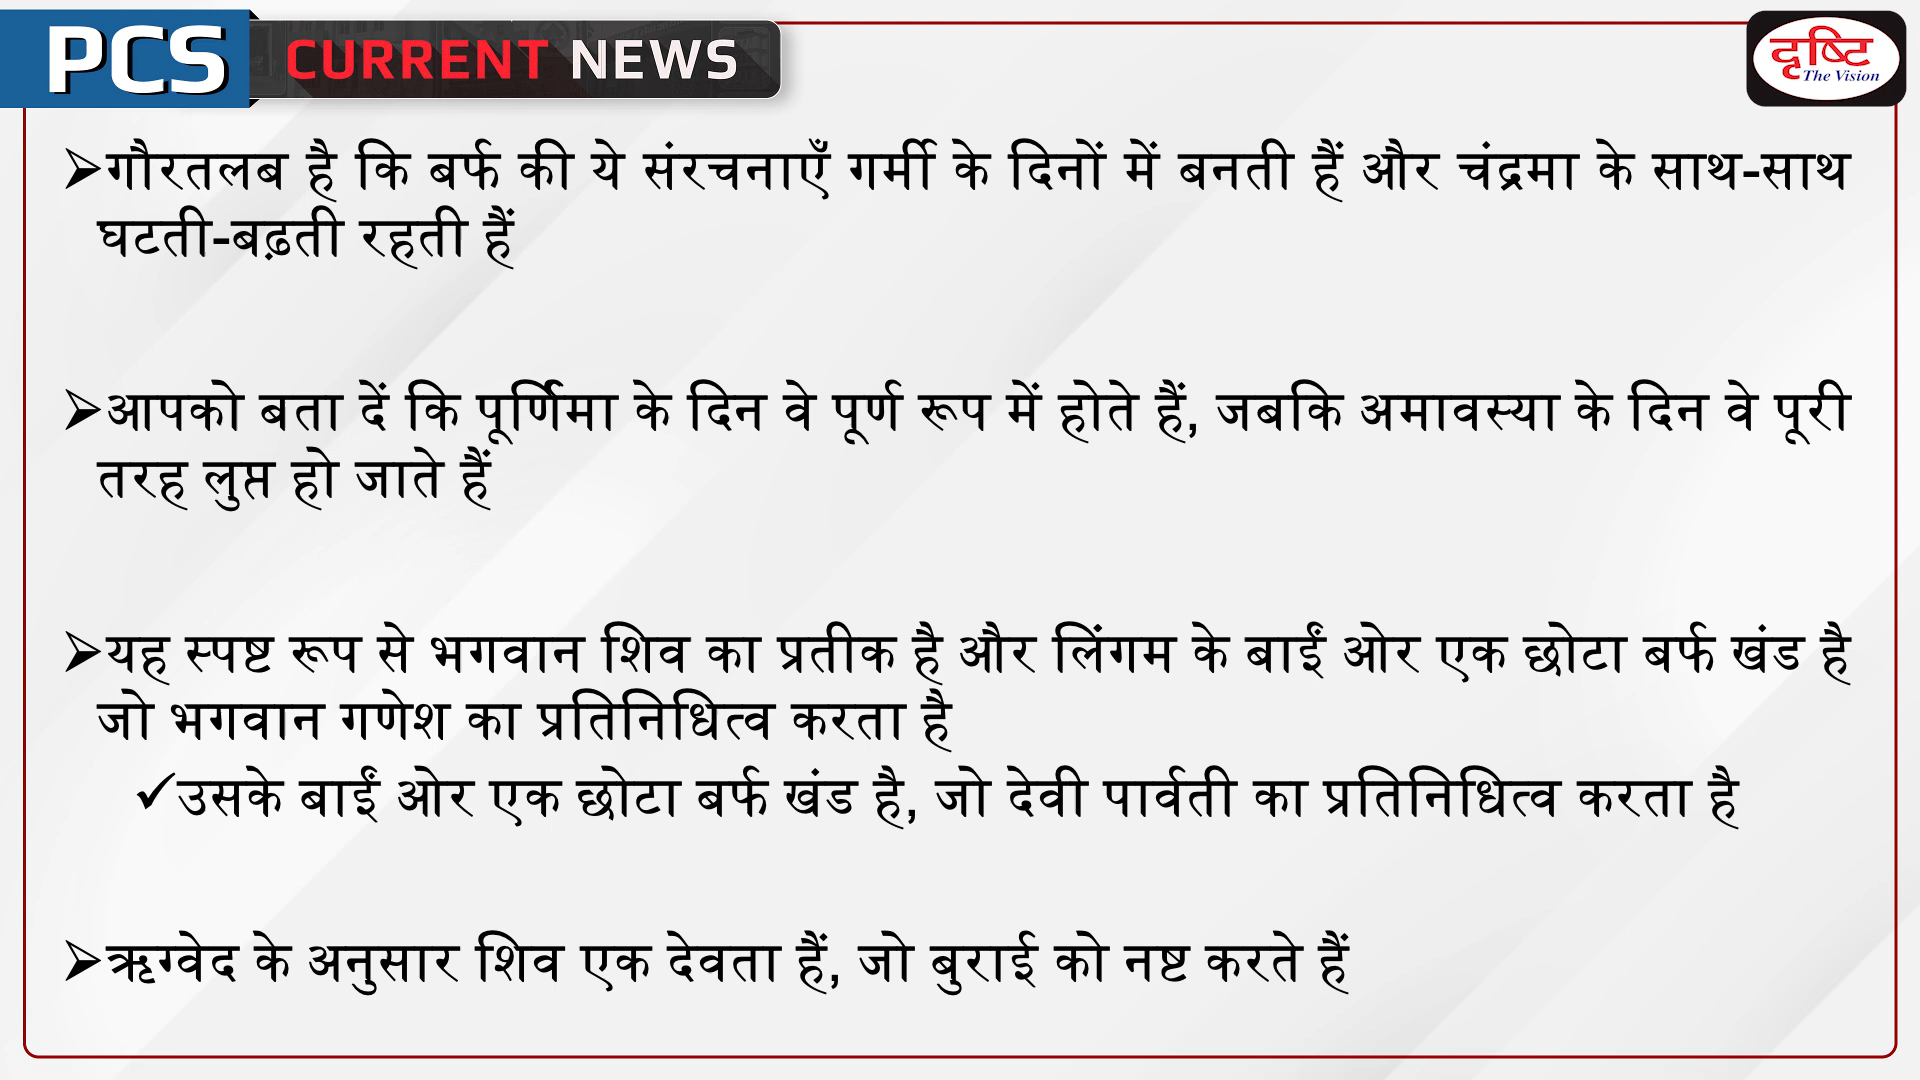 PCS CURRENT NEWS
दृष्टि
The Vision
➢गौरतलब है कि बर्फ की ये संरचनाएँ गर्मी के दिनों में बनती हैं और चंद्रमा के साथ-साथ
घटती-बढ़ती रहती हैं
➢आपको बता दें कि पूर्णिमा के दिन वे पूर्ण रूप में होते हैं, जबकि अमावस्या के दिन वे पूरी
तरह लुप्त हो जाते हैं
➢यह स्पष्ट रूप से भगवान शिव का प्रतीक है और लिंगम के बाईं ओर एक छोटा बर्फ खंड है
जो भगवान गणेश का प्रतिनिधित्व करता है
✓उसके बाईं ओर एक छोटा बर्फ खंड है, जो देवी पार्वती का प्रतिनिधित्व करता है
➢ऋग्वेद के अनुसार शिव एक देवता हैं, जो बुराई को नष्ट करते हैं